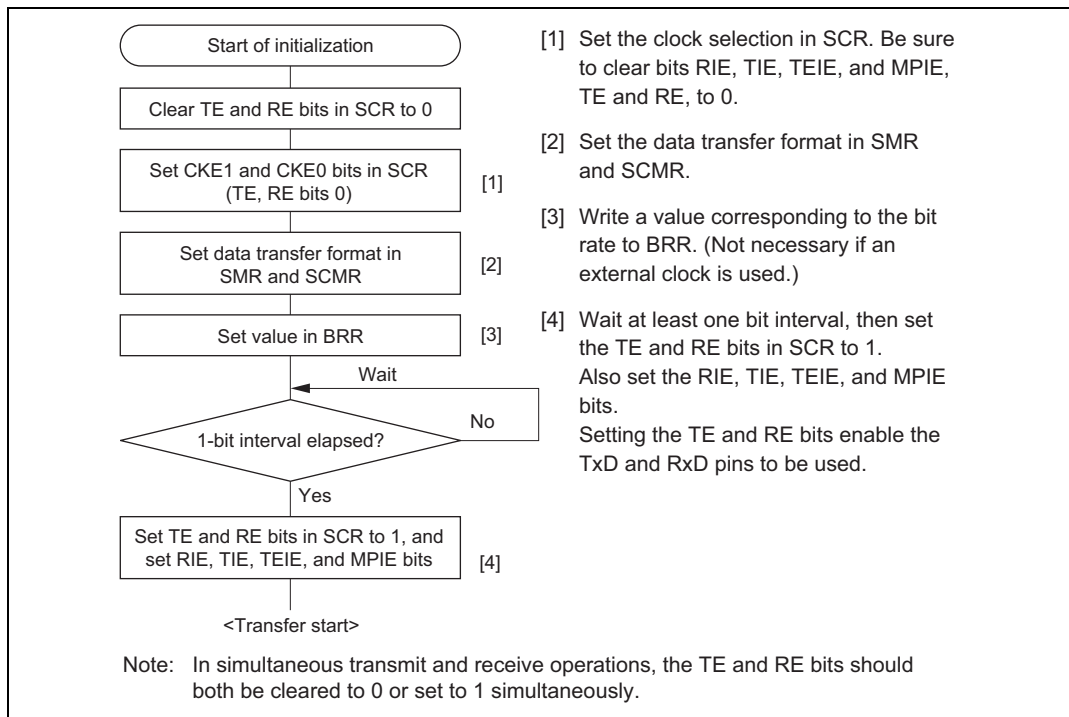 Start of initialization
Clear TE and RE bits in SCR to 0
Set CKE1 and CKE0 bits in SCR
(TE, RE bits 0)
[1]
Set data transfer format in
SMR and SCMR
[2]
Set value in BRR
[3]
Wait
1-bit interval elapsed?
No
Yes
Set TE and RE bits in SCR to 1, and
set RIE, TIE, TEIE, and MPIE bits
[4]
<Transfer start>
[1] Set the clock selection in SCR. Be sure
to clear bits RIE, TIE, TEIE, and MPIE,
TE and RE, to 0.
[2] Set the data transfer format in SMR
and SCMR.
[3] Write a value corresponding to the bit
rate to BRR. (Not necessary if an
external clock is used.)
[4] Wait at least one bit interval, then set
the TE and RE bits in SCR to 1.
Also set the RIE, TIE, TEIE, and MPIE
bits.
Setting the TE and RE bits enable the
TxD and RxD pins to be used.
Note: In simultaneous transmit and receive operations, the TE and RE bits should
both be cleared to 0 or set to 1 simultaneously.